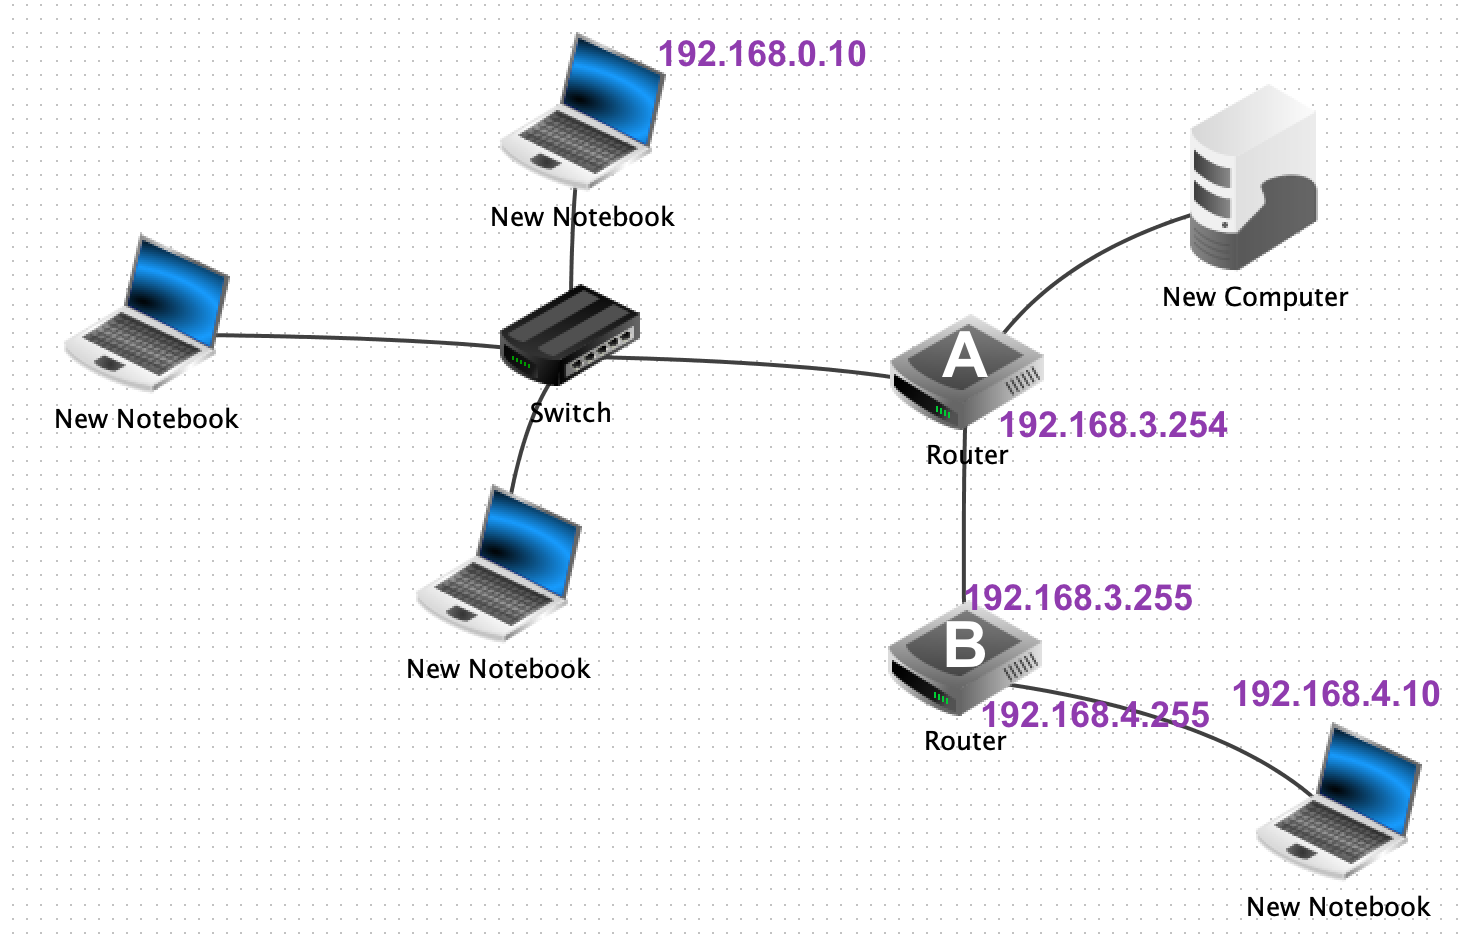 192.168.0.10
New Notebook
New Computer
New Notebook
Switch
A
192.168.3.254
Router
New Notebook
192.168.3.255
B
192.168.4.255
Router
192.168.4.10
New Notebook